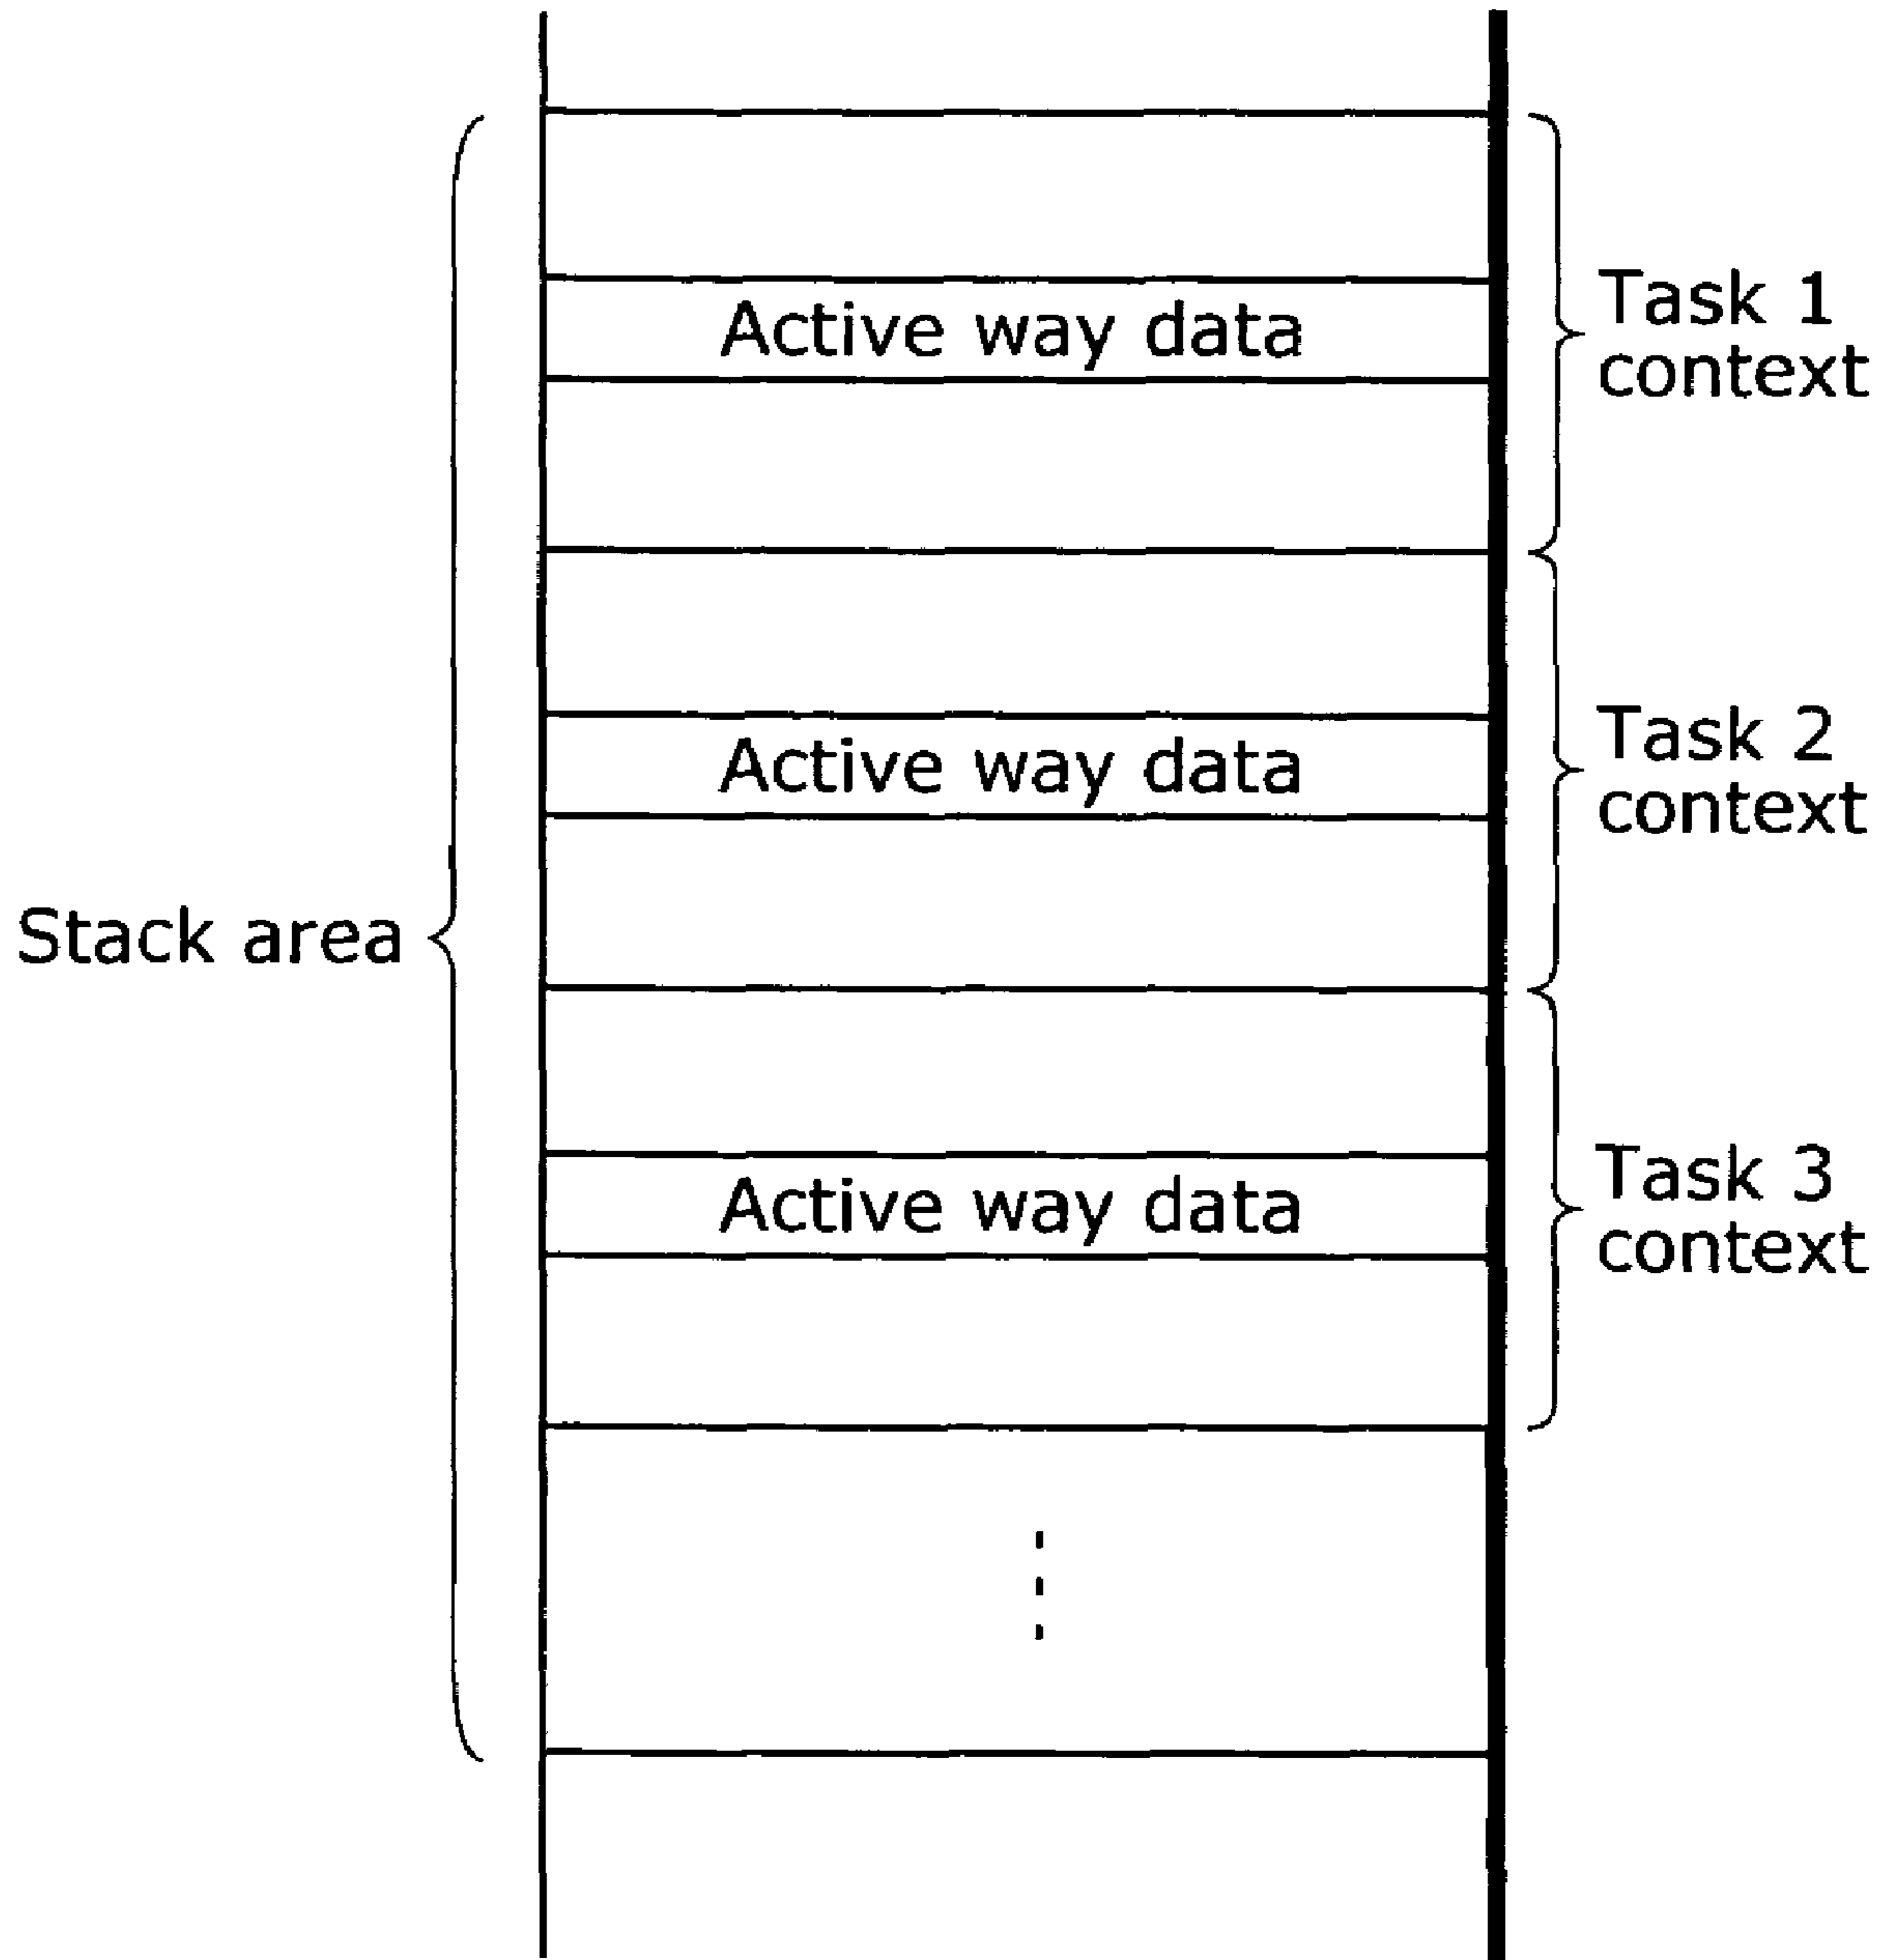 Active way data
Task 1
context
Active way data
Task 2
context
Stack area
Active way data
Task 3
context